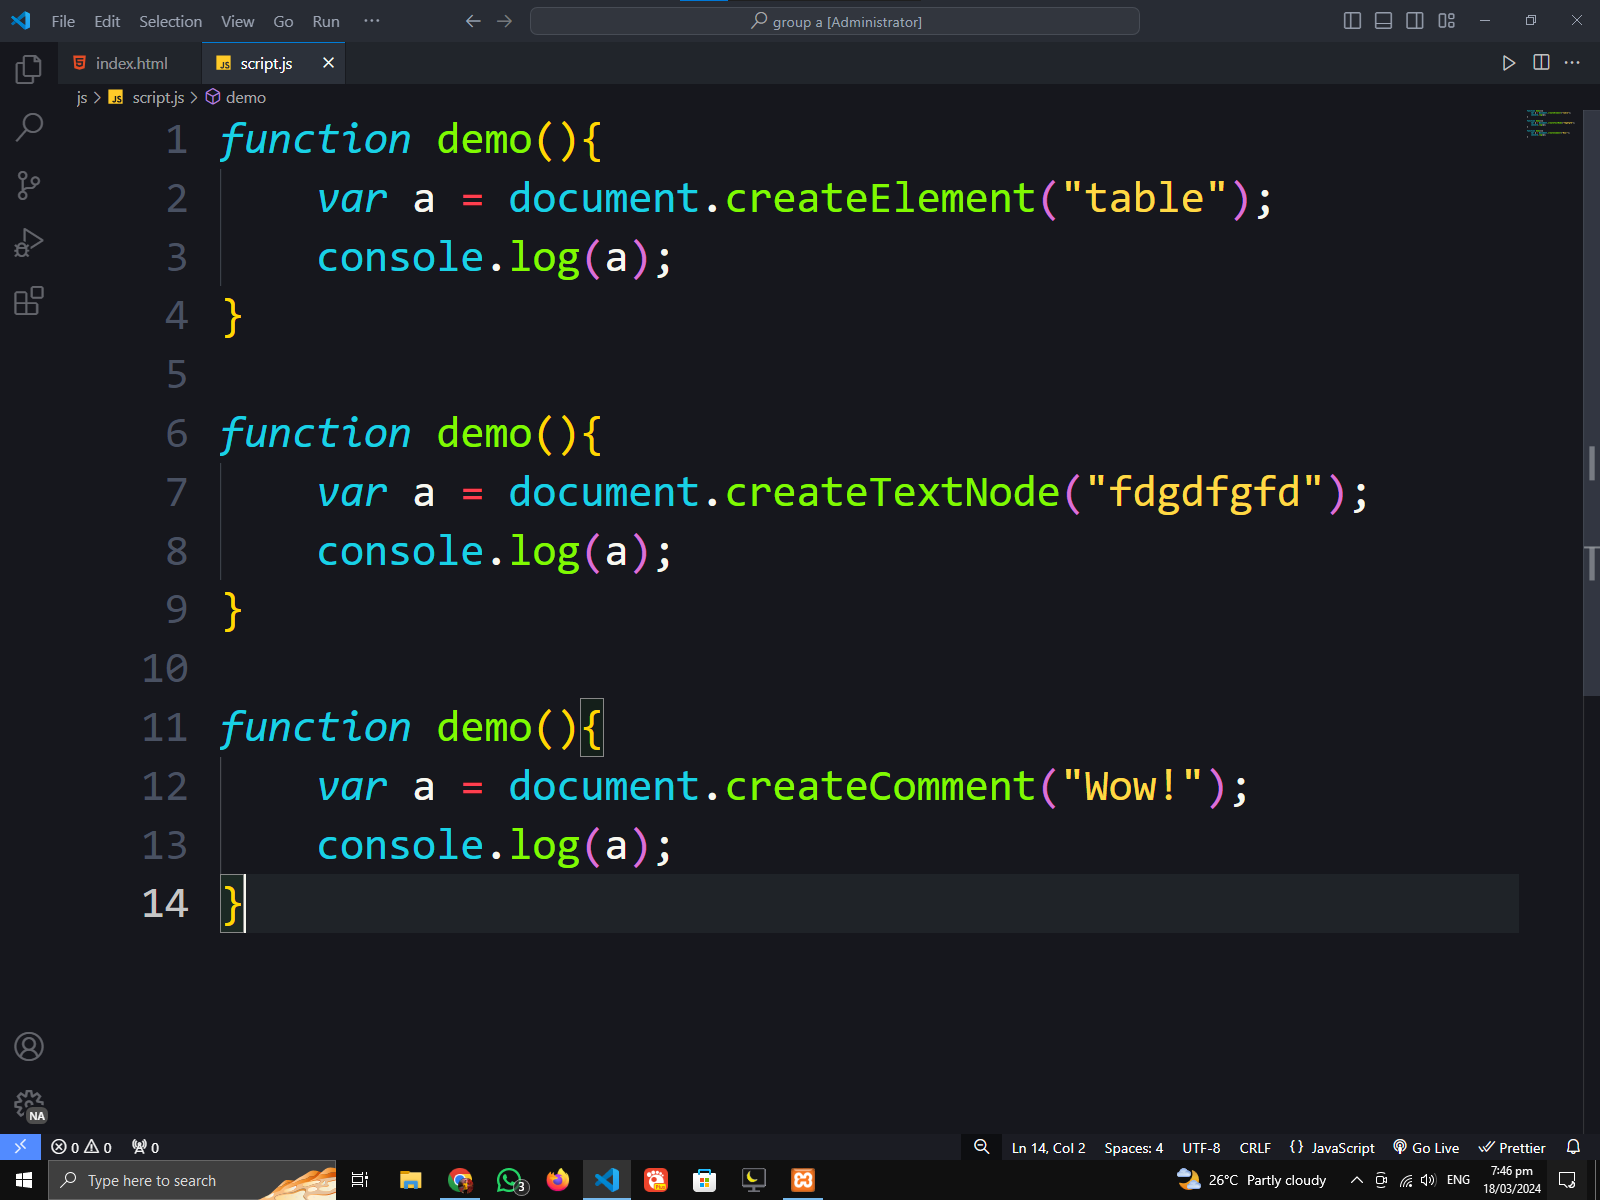 File Edit Selection View Go Run ··· group a [Administrator]
index.html JS script.js
js > JS script.js > demo
1 function demo(){
2 var a = document.createElement("table");
3 console.log(a);
4 }
5
6 function demo(){
7 var a = document.createTextNode("fdgdfgfd");
8 console.log(a);
9 }
10
11 function demo(){
12 var a = document.createComment("Wow!");
13 console.log(a);
14 }
NA
0 0 0 Ln 14, Col 2 Spaces: 4 UTF-8 CRLF {} JavaScript Go Live Prettier
Type here to search 3 26°C Partly cloudy ENG 7:46 pm
18/03/2024